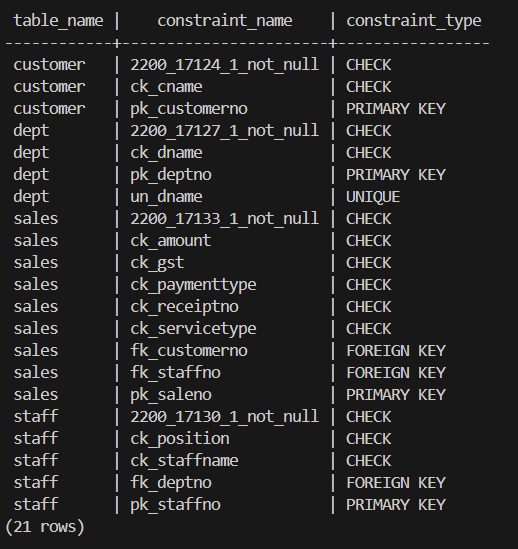 table_name |    constraint_name    | constraint_type
------------+-----------------------+-----------------
 customer   | 2200_17124_1_not_null | CHECK
 customer   | ck_cname              | CHECK
 customer   | pk_customerno         | PRIMARY KEY
 dept       | 2200_17127_1_not_null | CHECK
 dept       | ck_dname              | CHECK
 dept       | pk_deptno             | PRIMARY KEY
 dept       | un_dname              | UNIQUE
 sales      | 2200_17133_1_not_null | CHECK
 sales      | ck_amount             | CHECK
 sales      | ck_gst                | CHECK
 sales      | ck_paymenttype        | CHECK
 sales      | ck_receiptno          | CHECK
 sales      | ck_servicetype        | CHECK
 sales      | fk_customerno         | FOREIGN KEY
 sales      | fk_staffno            | FOREIGN KEY
 sales      | pk_saleno             | PRIMARY KEY
 staff      | 2200_17130_1_not_null | CHECK
 staff      | ck_position           | CHECK
 staff      | ck_staffname          | CHECK
 staff      | fk_deptno             | FOREIGN KEY
 staff      | pk_staffno            | PRIMARY KEY
(21 rows)